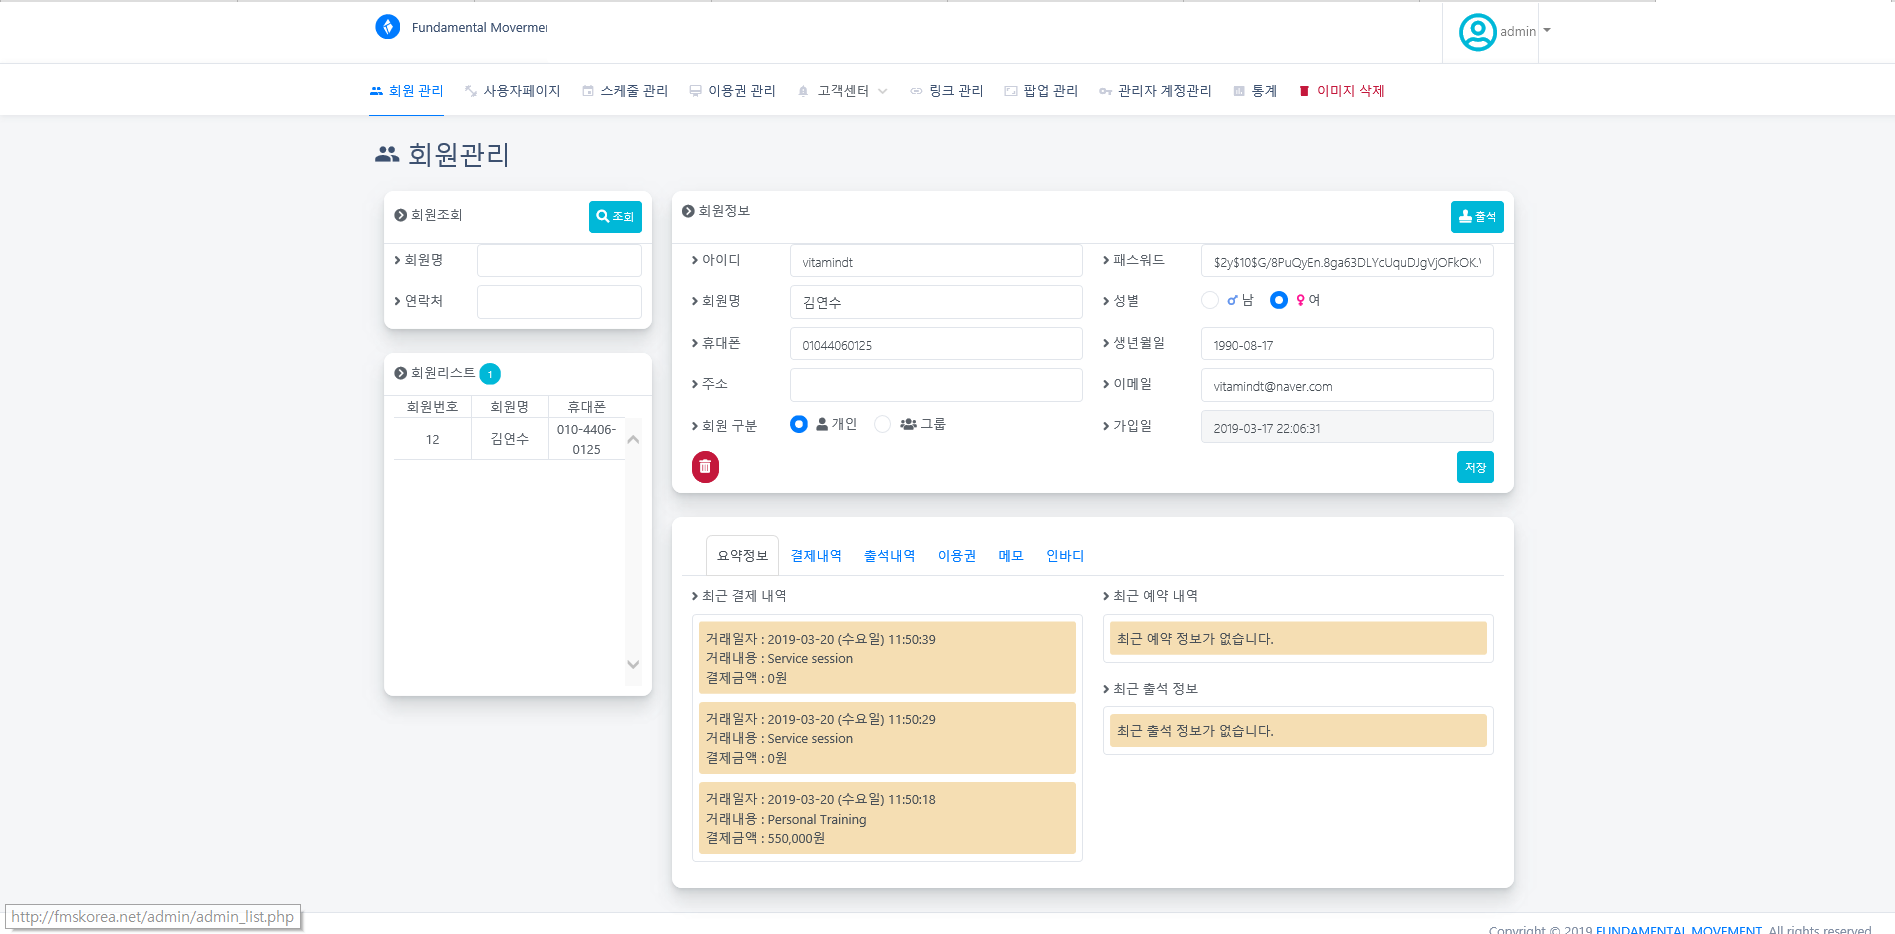 Fundamental Movermer
admin
회원 관리
사용자페이지
스케줄 관리
이용권 관리
고객센터
링크 관리
팝업 관리
관리자 계정관리
통계
이미지 삭제
회원관리
회원조회
조회
회원명
연락처
회원리스트 1
회원번호 회원명 휴대폰
12 김연수 010-4406-
0125
회원정보
출석
아이디 vitamindt
패스워드 $2y$10$G/8PuQyEn.8ga63DLYcUquDJgVjOFkOK.
회원명 김연수
성별 남 여
휴대폰 01044060125
생년월일 1990-08-17
주소
이메일 vitamindt@naver.com
회원 구분 개인 그룹
가입일 2019-03-17 22:06:31
저장
요약정보 결제내역 출석내역 이용권 메모 인바디
최근 결제 내역
거래일자 : 2019-03-20 (수요일) 11:50:39
거래내용 : Service session
결제금액 : 0원
거래일자 : 2019-03-20 (수요일) 11:50:29
거래내용 : Service session
결제금액 : 0원
거래일자 : 2019-03-20 (수요일) 11:50:18
거래내용 : Personal Training
결제금액 : 550,000원
최근 예약 내역
최근 예약 정보가 없습니다.
최근 출석 정보
최근 출석 정보가 없습니다.
http://fmskorea.net/admin/admin_list.php
Copyright © 2019 FUNDAMENTAL MOVEMENT. All rights reserved.